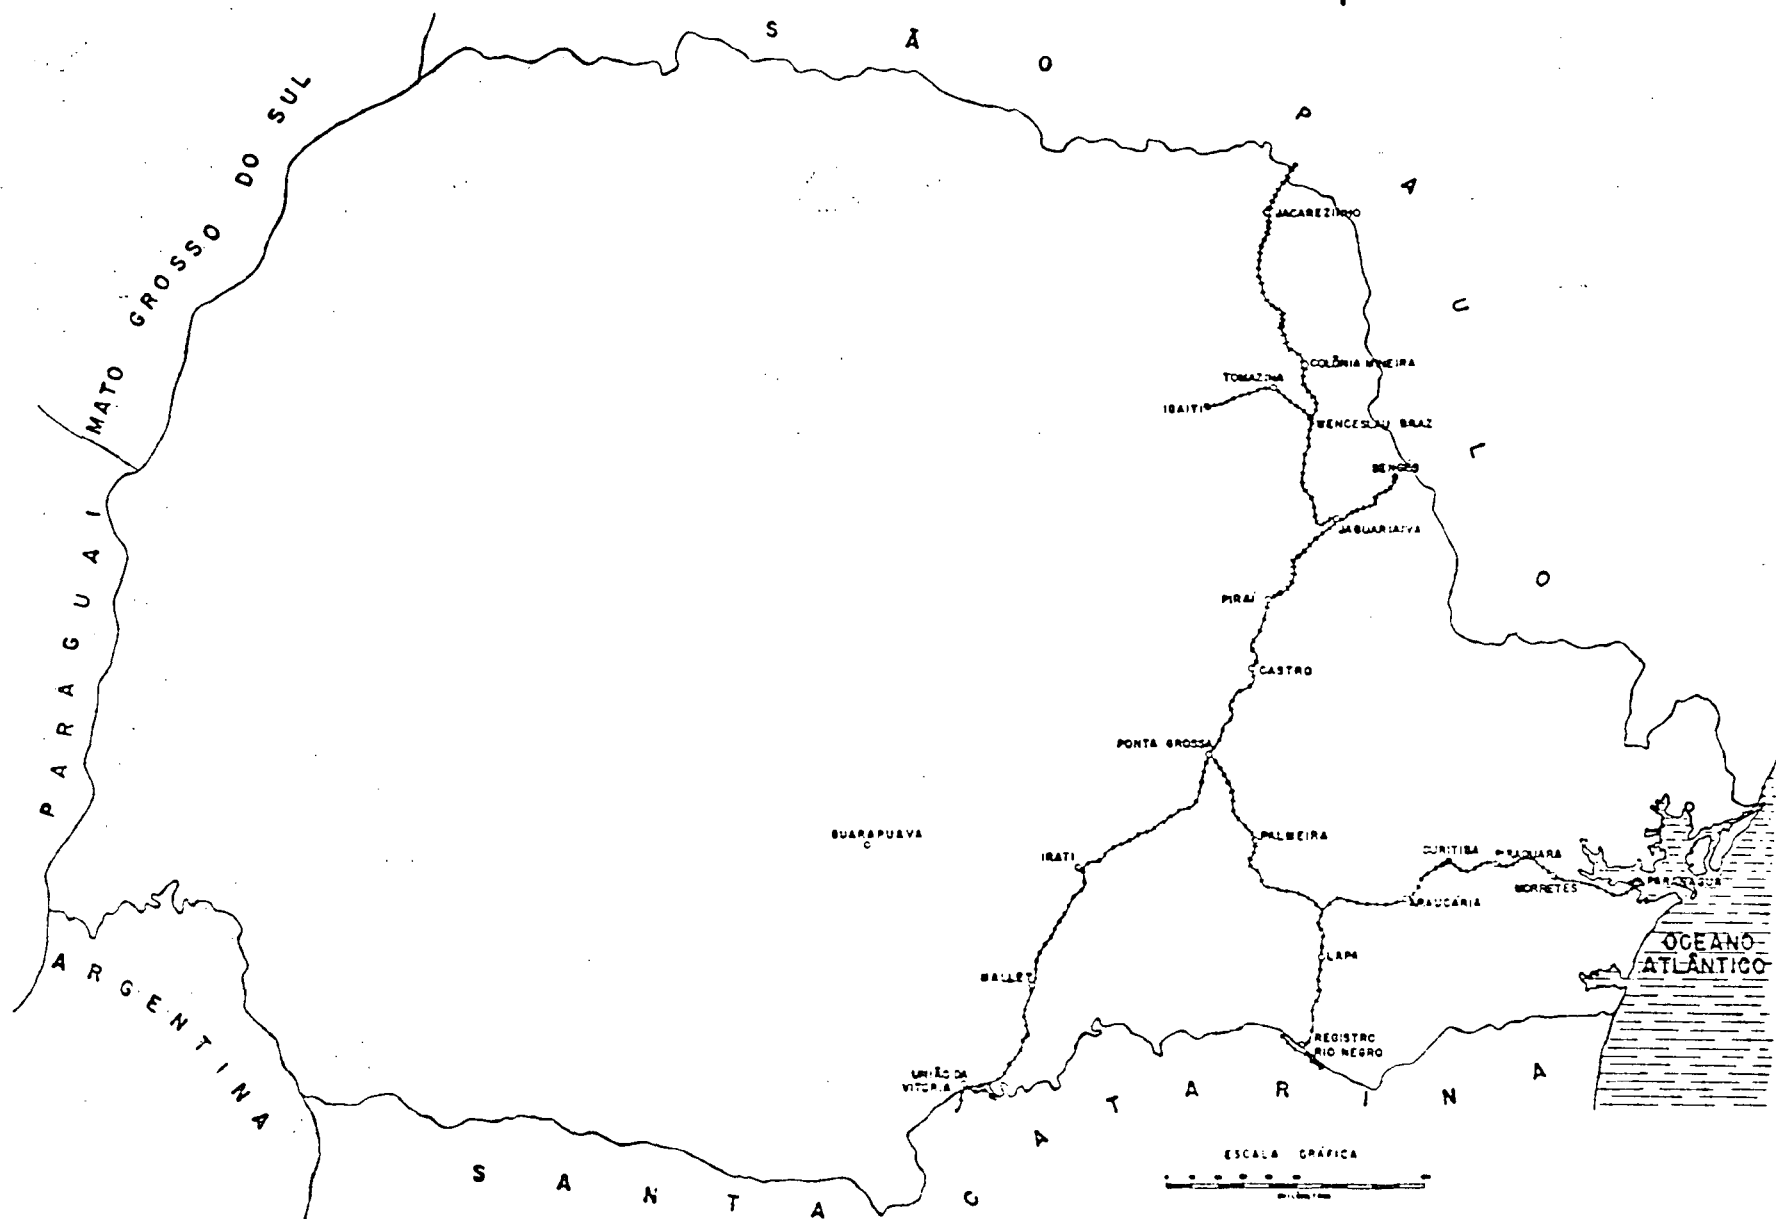 SÃO PAULO
MATO GROSSO DO SUL
PARAGUAI
ARGENTINA
SANTA CATARINA
JACAREZINHO
COLÔNIA MINEIRA
TOMAZINA
IBAITI
WENCESLAU BRAZ
SENGÉS
JAGUARIAIVA
PIRAÍ
CASTRO
PONTA GROSSA
GUARAPUAVA
IRATI
PALMEIRA
CURITIBA
PIRAQUARA
MORRETES
PARANAGUÁ
ARAUCÁRIA
OCEANO
ATLÂNTICO
LAPA
MALLET
REGISTRO
RIO NEGRO
UNIÃO DA
VITÓRIA
ESCALA GRÁFICA